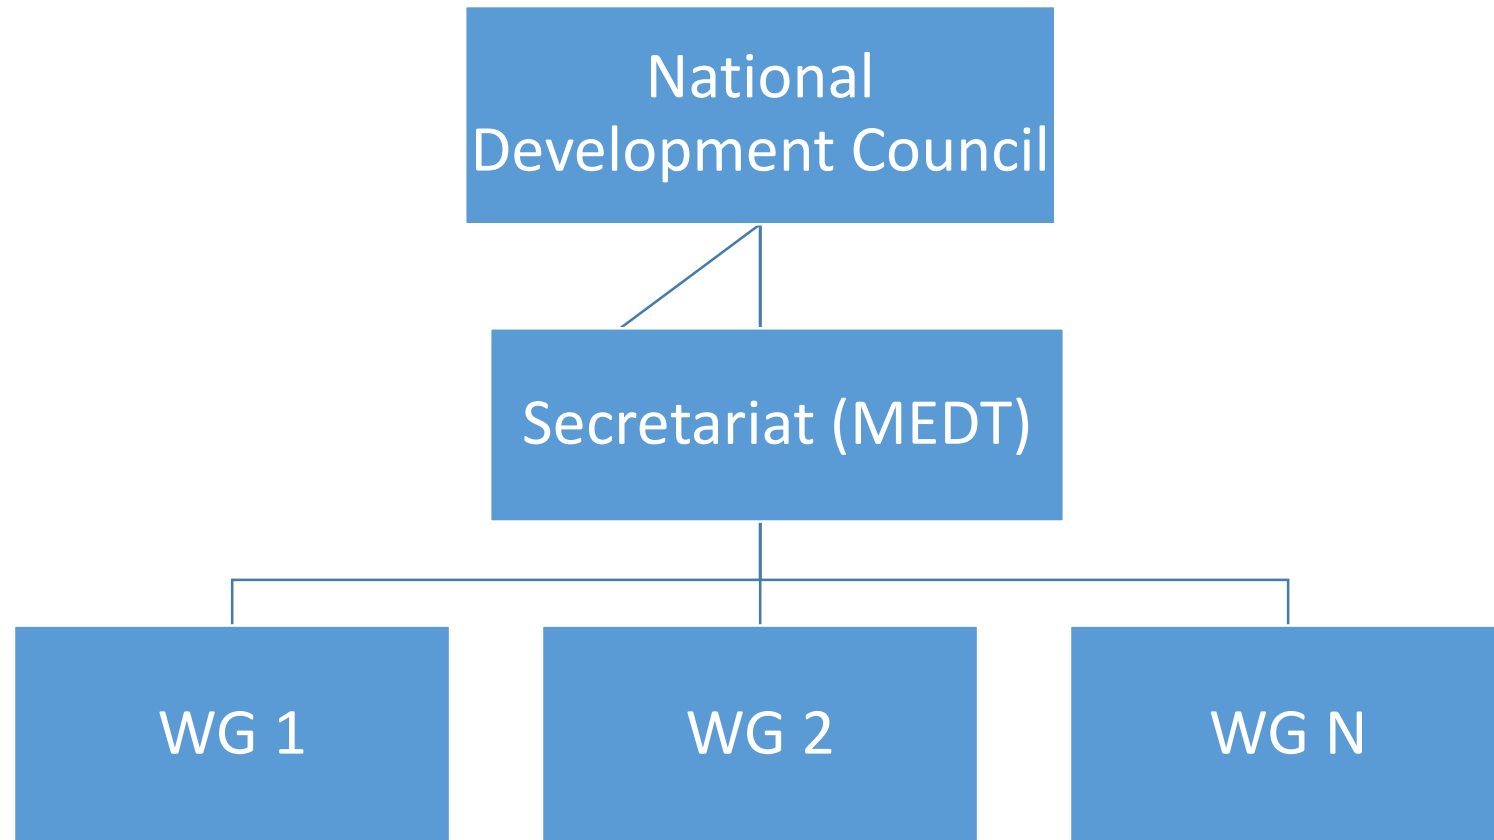 National
Development Council
Secretariat (MEDT)
WG 1
WG 2
WG N